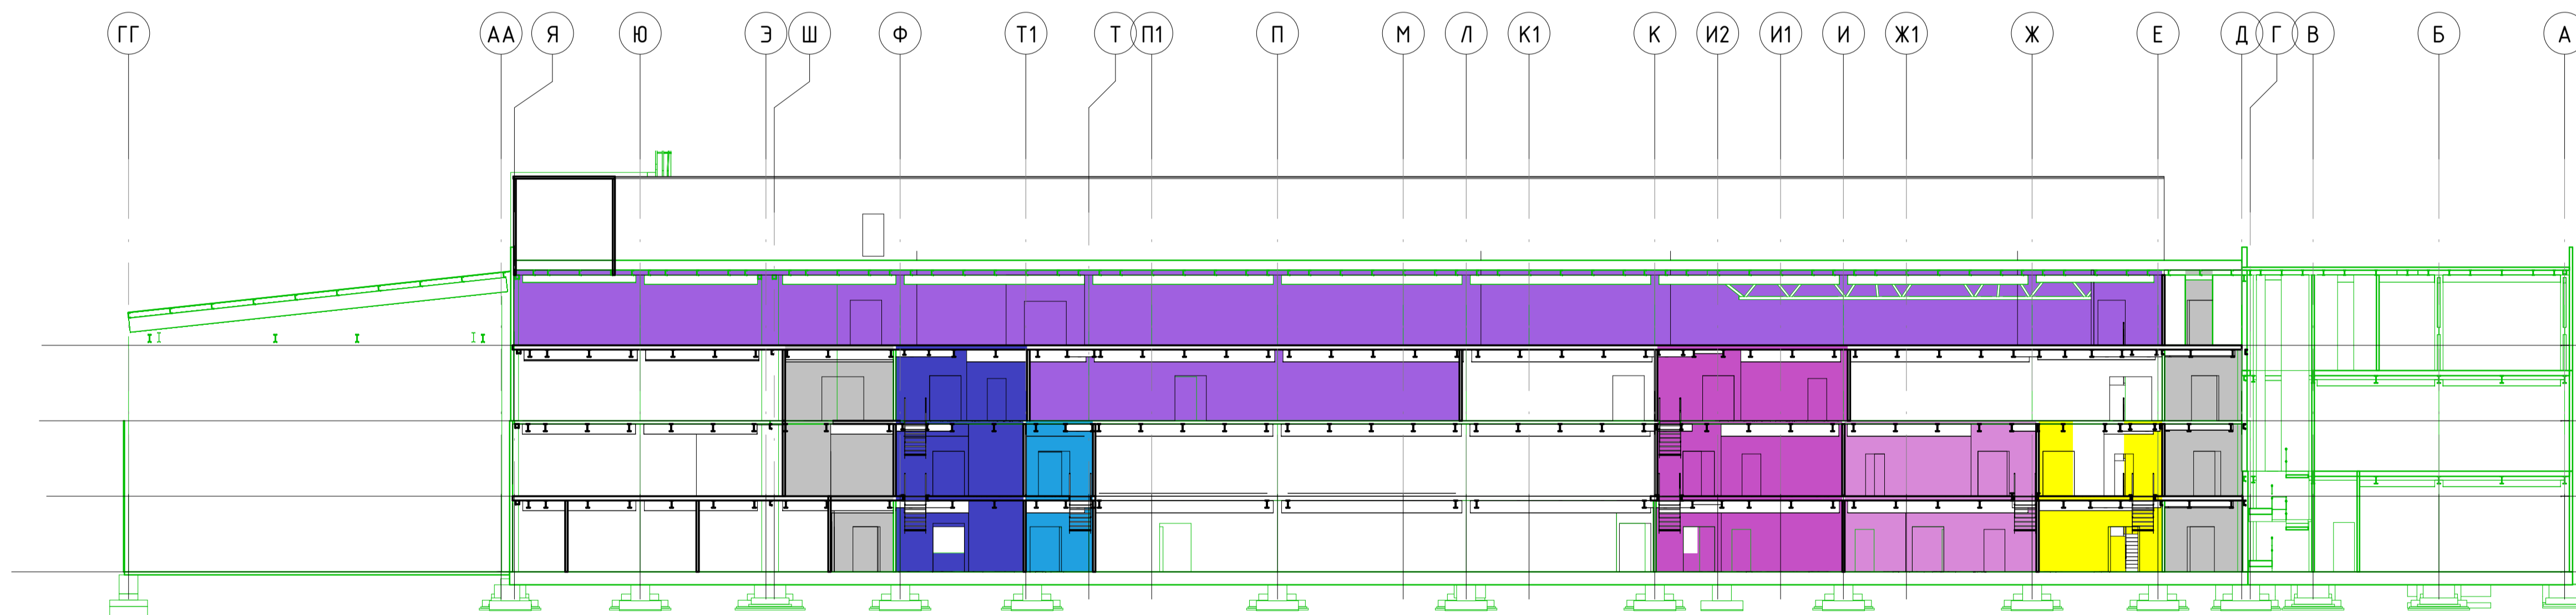 ГГ АА Я Ю Э Ш Ф Т1 Т П1 П М Л К1 К И2 И1 И Ж1 Ж Е Д Г В Б А